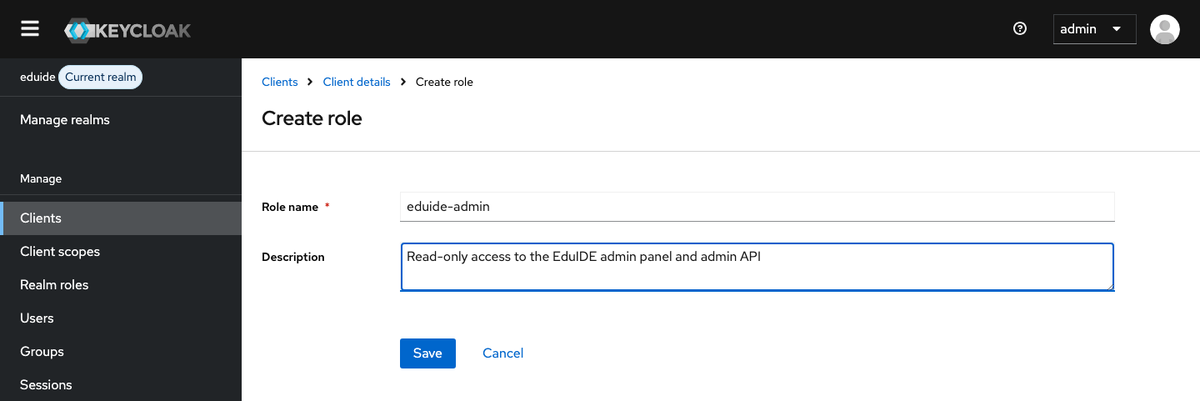 KEYCLOAK
admin
eduide Current realm
Manage realms
Manage
Clients
Client scopes
Realm roles
Users
Groups
Sessions
Clients > Client details > Create role
Create role
Role name *
eduide-admin
Description
Read-only access to the EduIDE admin panel and admin API
Save Cancel